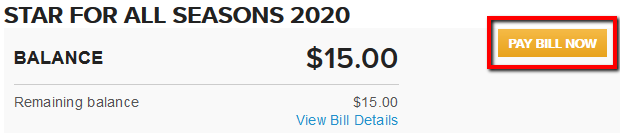 STAR FOR ALL SEASONS 2020
BALANCE $15.00 PAY BILL NOW
Remaining balance $15.00
View Bill Details